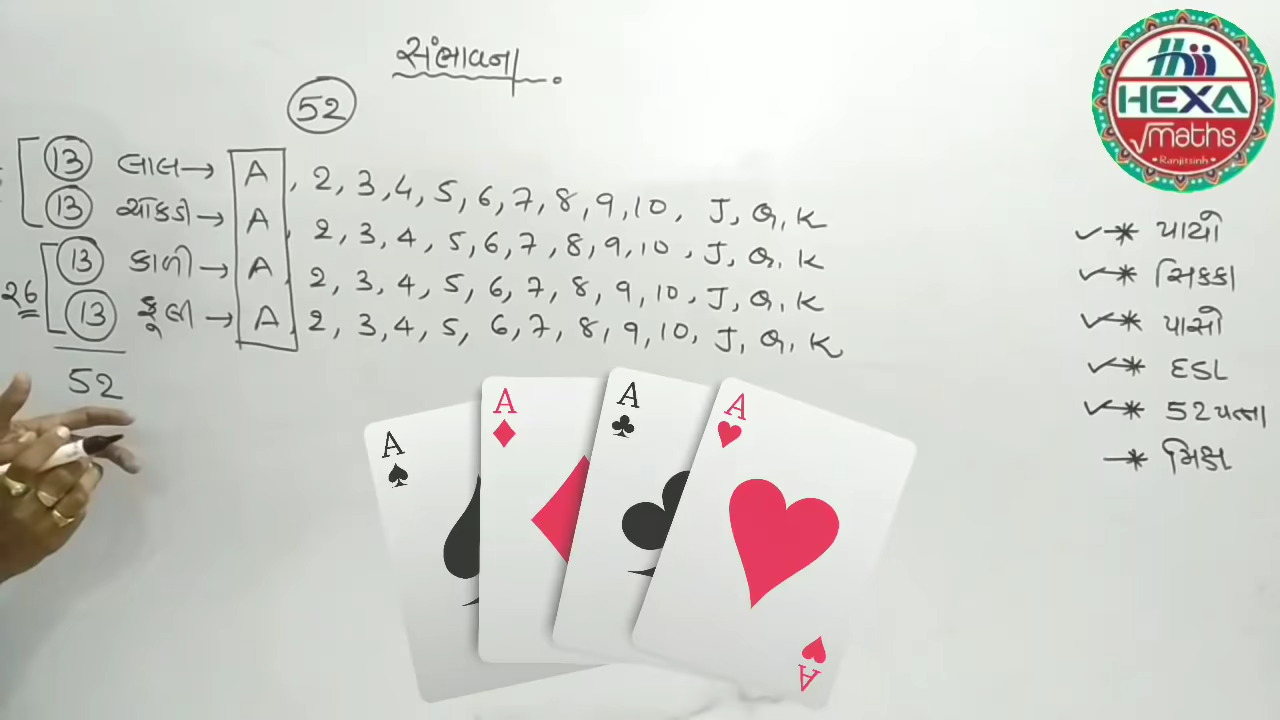 સંભાવના.
52
13 લાલ→ A, 2, 3, 4, 5, 6, 7, 8, 9, 10, J, Q, K
13 ચોકડી→ A, 2, 3, 4, 5, 6, 7, 8, 9, 10, J, Q, K
13 કાળી→ A, 2, 3, 4, 5, 6, 7, 8, 9, 10, J, Q, K
26
13 ફૂલી→ A, 2, 3, 4, 5, 6, 7, 8, 9, 10, J, Q, K
52
A
A
A
A
A
HEXA
maths
Ranjitsinh
✓* પાયો
✓* સિક્કા
✓* પાસો
✓* દડા
✓* 52 પત્તા
→* મિક્ષ